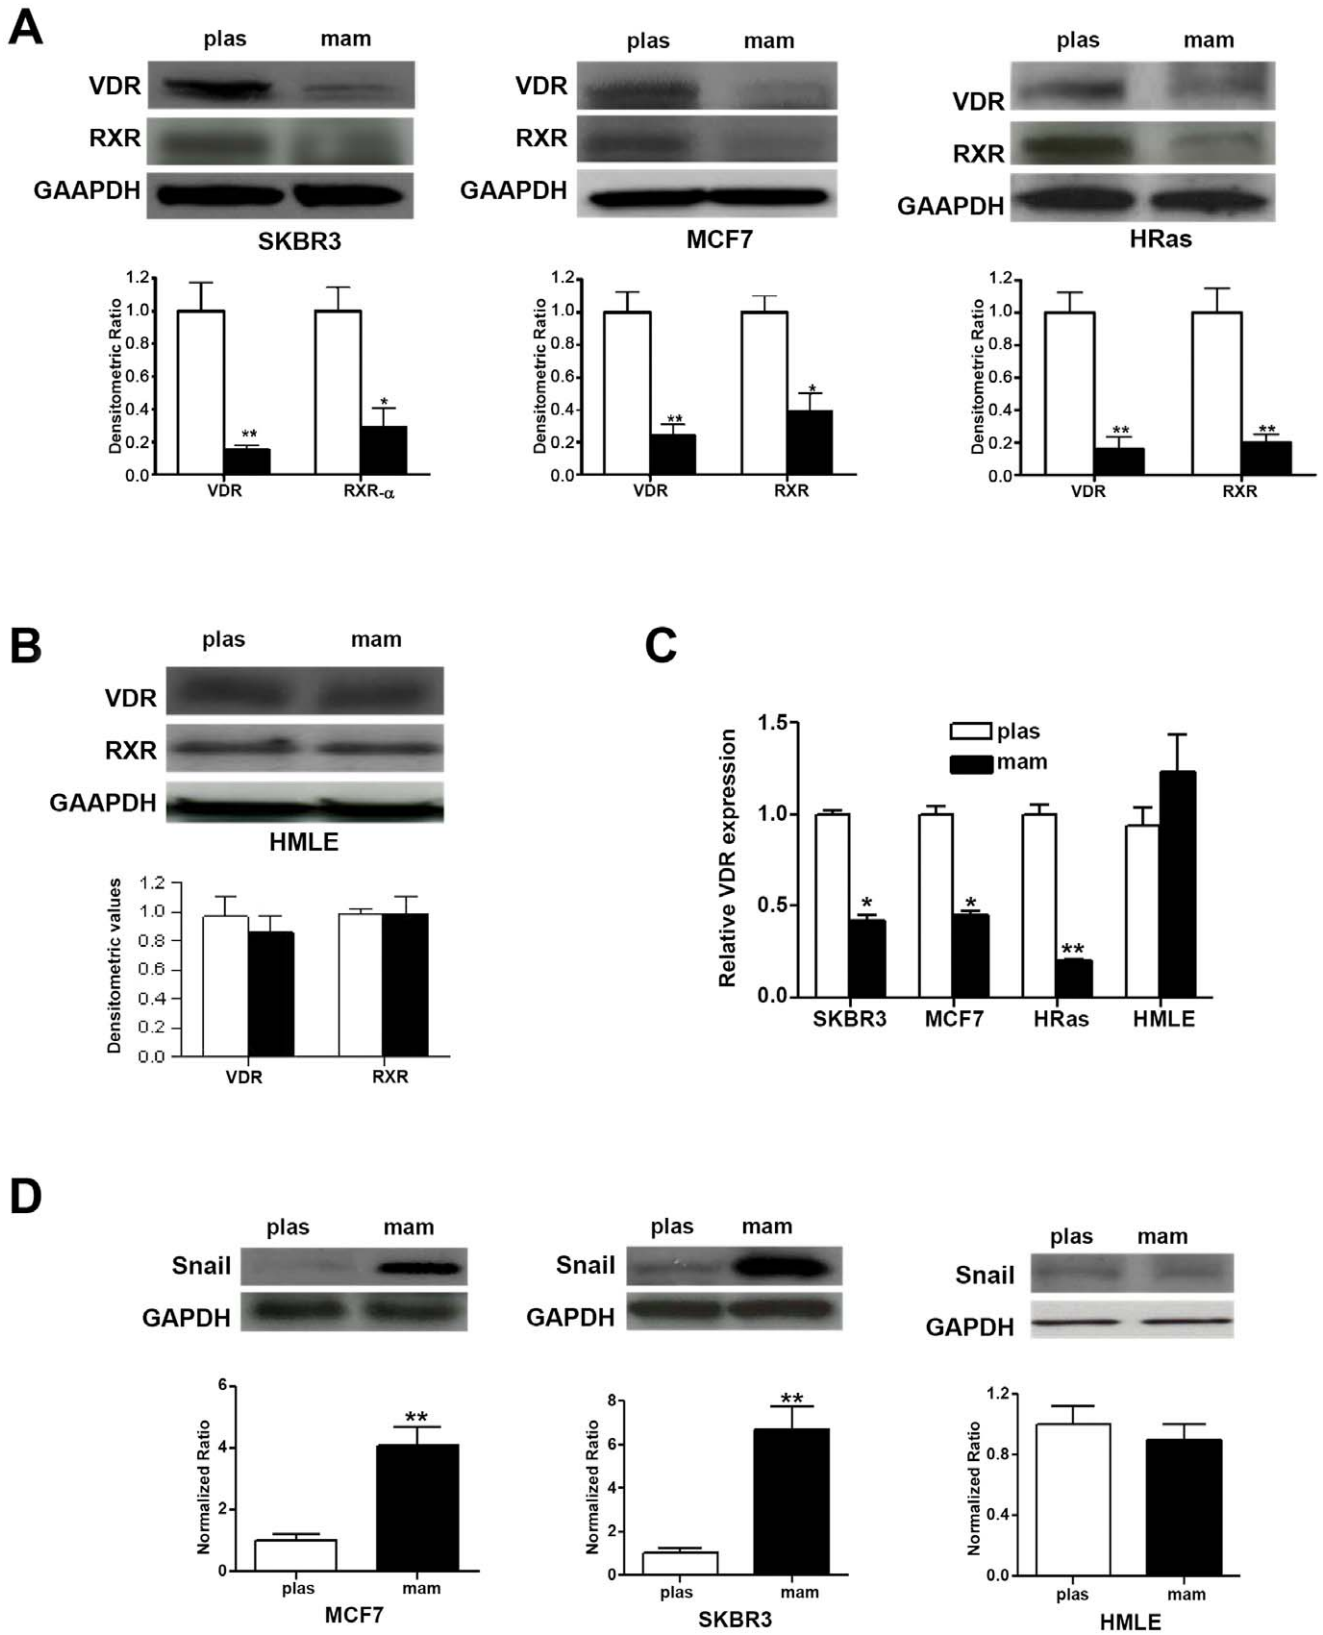 A
plas mam
VDR
RXR
GAAPDH
SKBR3
plas mam
VDR
RXR
GAAPDH
MCF7
plas mam
VDR
RXR
GAAPDH
HRas
Densitometric Ratio
1.2
1.0
0.8
0.6
0.4
0.2
0.0
** *
VDR RXR-α
Densitometric Ratio
1.2
1.0
0.8
0.6
0.4
0.2
0.0
** *
VDR RXR
Densitometric Ratio
1.2
1.0
0.8
0.6
0.4
0.2
0.0
** **
VDR RXR
B
plas mam
VDR
RXR
GAAPDH
HMLE
Densitometric values
1.2
1.0
0.8
0.6
0.4
0.2
0.0
VDR RXR
C
Relative VDR expression
1.5
1.0
0.5
0.0
plas
mam
* * **
SKBR3 MCF7 HRas HMLE
D
plas mam
Snail
GAPDH
plas mam
Snail
GAPDH
plas mam
Snail
GAPDH
Normalized Ratio
6
4
2
0
**
plas mam
MCF7
Normalized Ratio
8
6
4
2
0
**
plas mam
SKBR3
Normalized Ratio
1.2
0.8
0.4
0.0
plas mam
HMLE